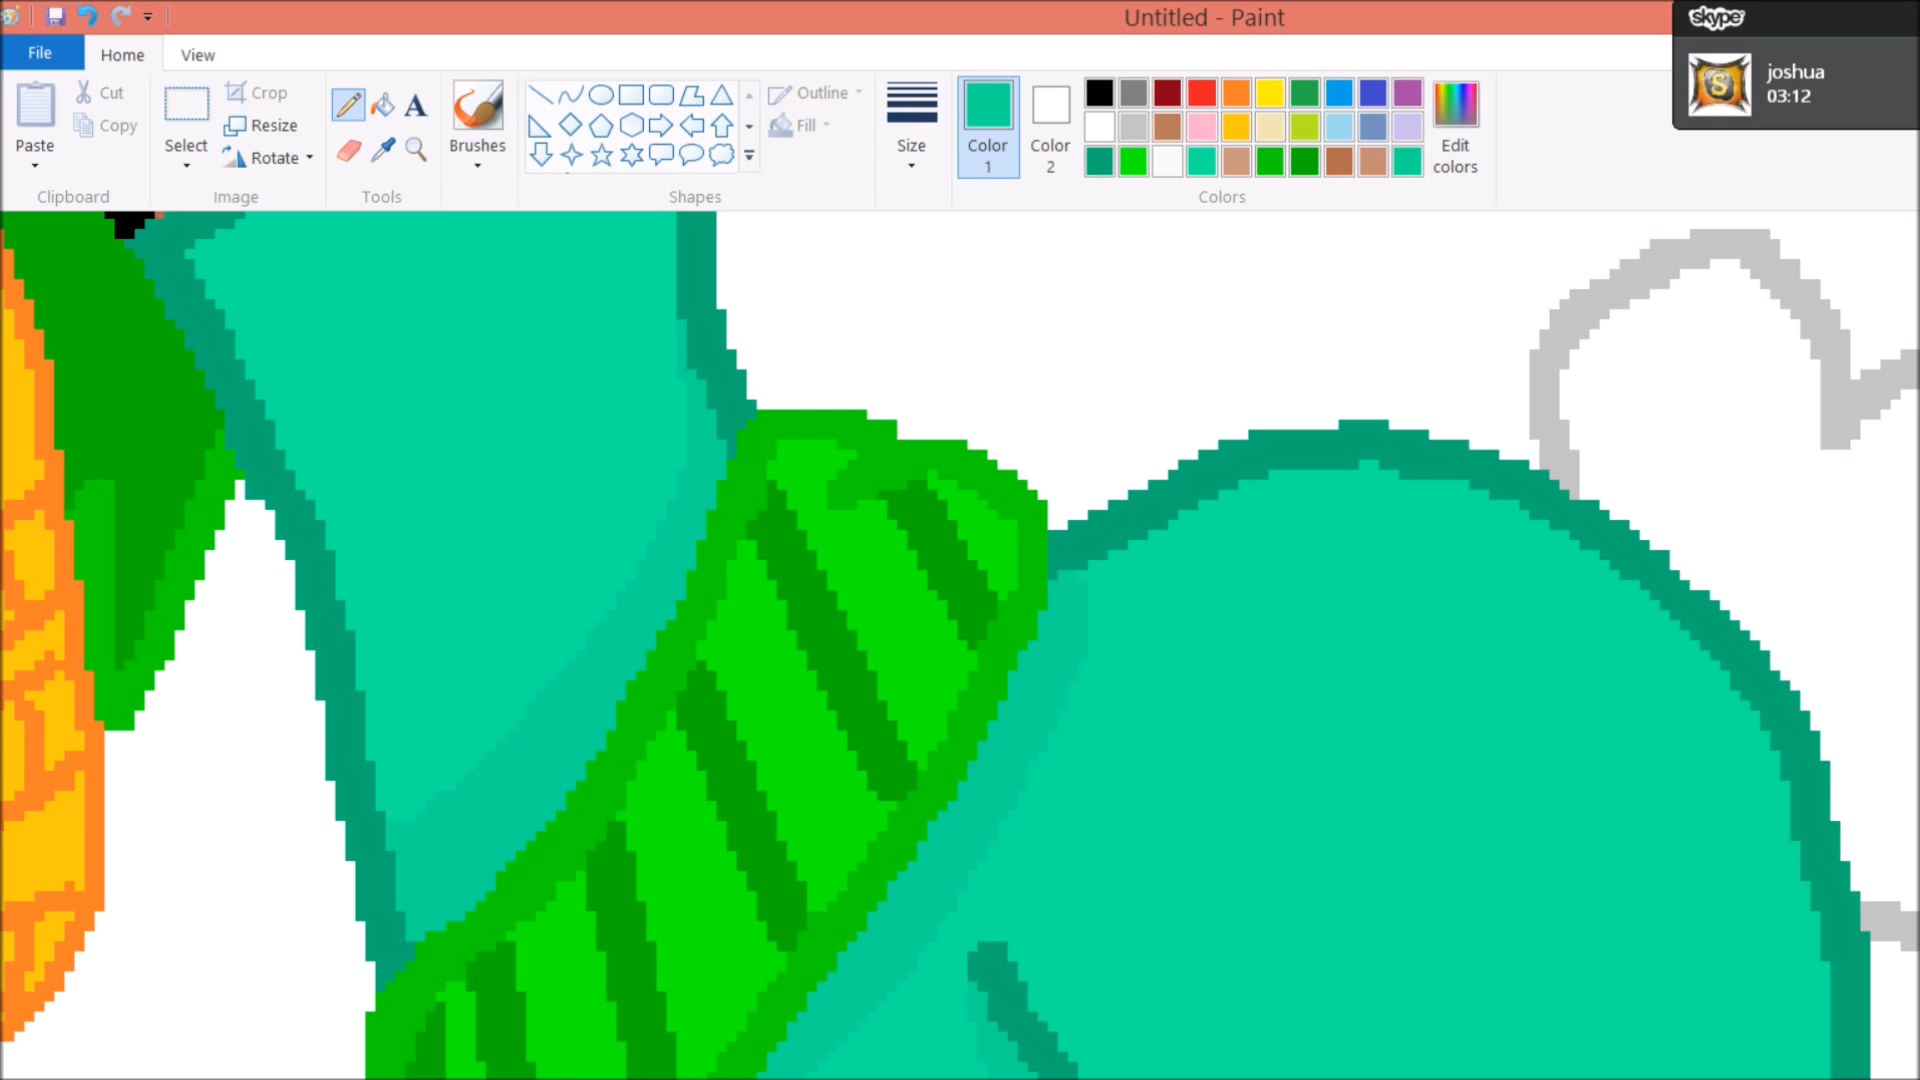 Untitled - Paint
skype
File
Home
View
joshua
03:12
Paste
Cut
Copy
Clipboard
Select
Crop
Resize
Rotate
Image
A
Tools
Brushes
Outline
Fill
Shapes
Size
Color
1
Color
2
Edit
colors
Colors